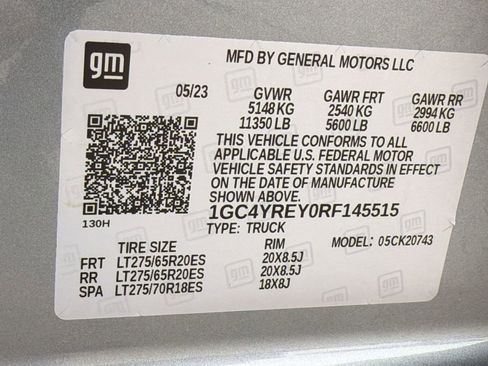 gm
MFD BY GENERAL MOTORS LLC
05/23 GVWR GAWR FRT GAWR RR
5148 KG 2540 KG 2994 KG
11350 LB 5600 LB 6600 LB
THIS VEHICLE CONFORMS TO ALL
APPLICABLE U.S. FEDERAL MOTOR
VEHICLE SAFETY STANDARDS IN EFFECT
ON THE DATE OF MANUFACTURE
SHOWN ABOVE.
1GC4YREY0RF145515
130H TYPE: TRUCK
TIRE SIZE RIM MODEL: 05CK20743
FRT LT275/65R20ES 20X8.5J
RR LT275/65R20ES 20X8.5J
SPA LT275/70R18ES 18X8J